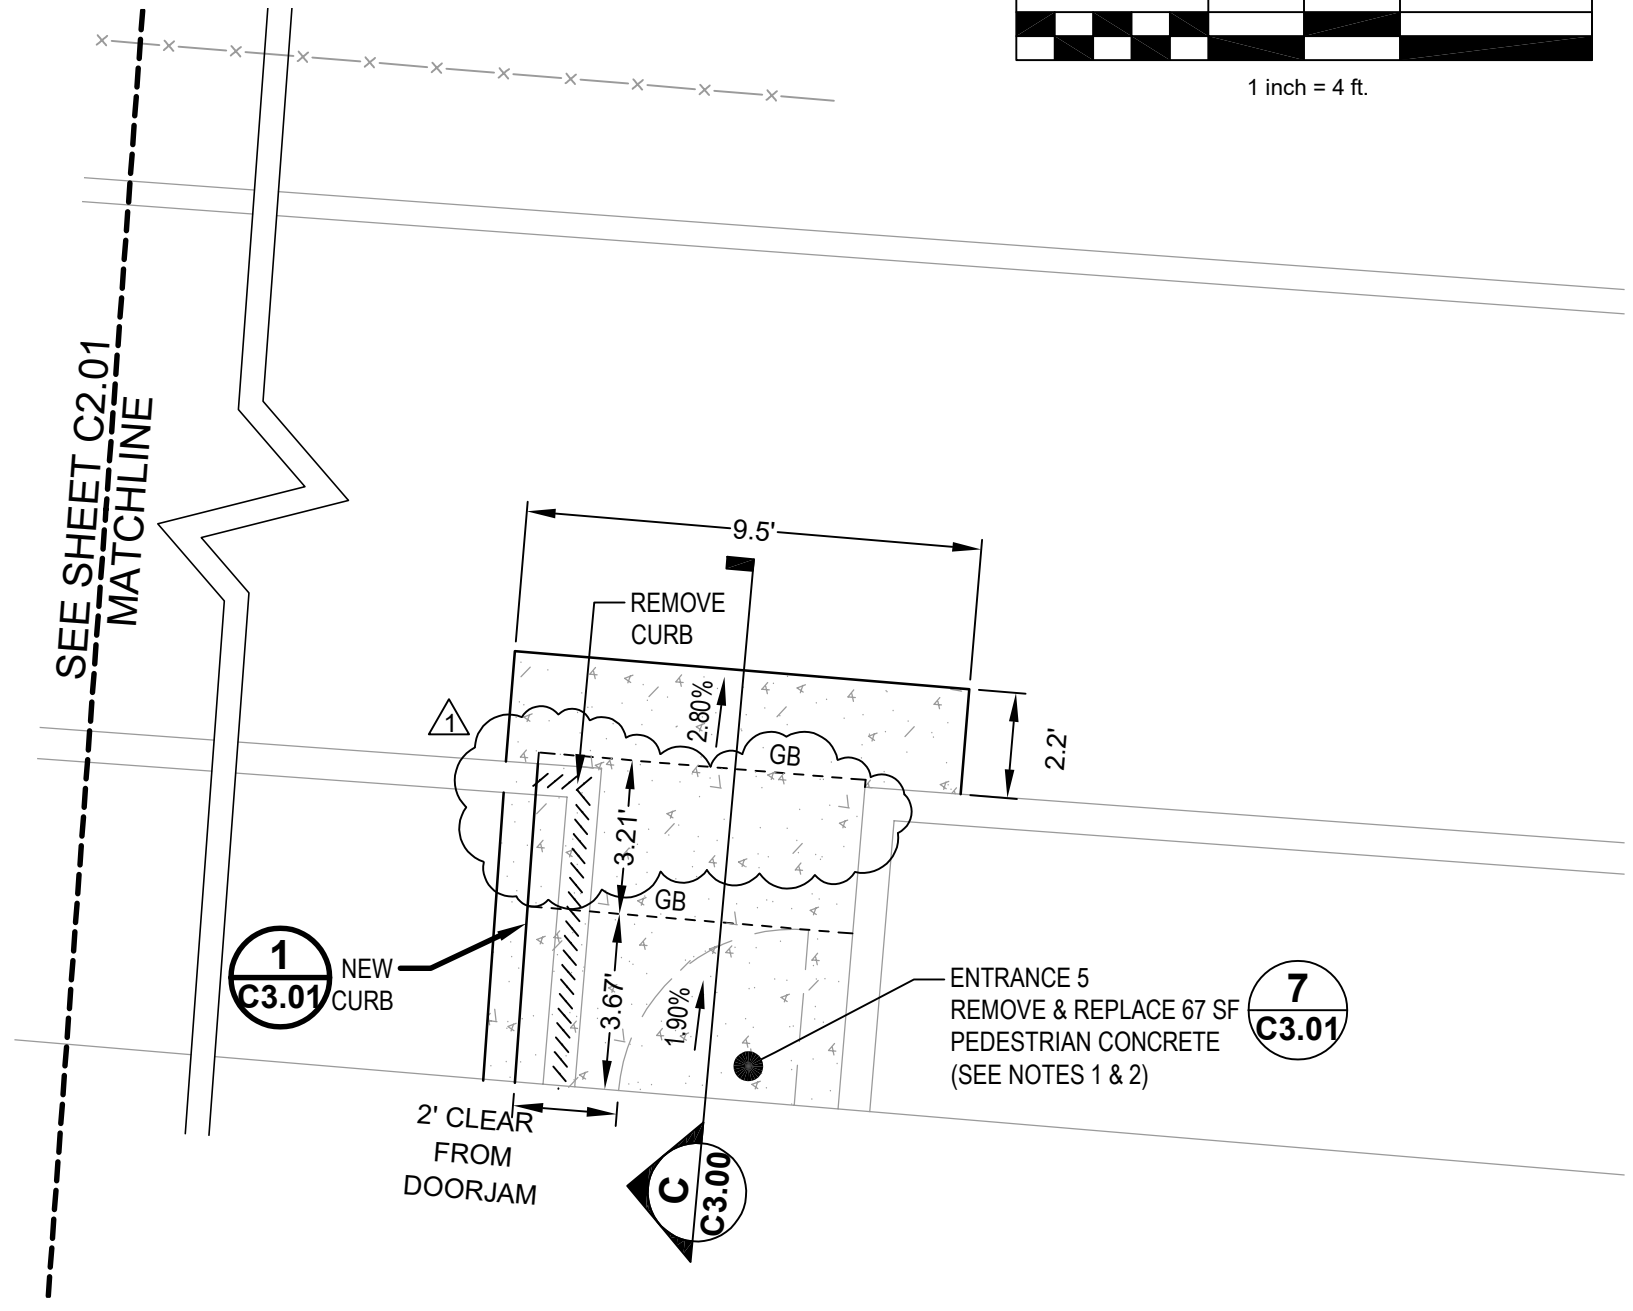 1 inch = 4 ft.
SEE SHEET C2.01
MATCHLINE
9.5'
REMOVE
CURB
2.80%
1
GB
2.2'
3.21'
GB
1
C3.01
NEW
CURB
3.67'
1.90%
ENTRANCE 5
REMOVE & REPLACE 67 SF
PEDESTRIAN CONCRETE
(SEE NOTES 1 & 2)
7
C3.01
2' CLEAR
FROM
DOORJAM
C
C3.00